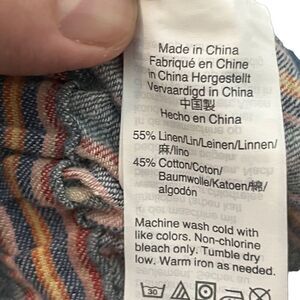 Made in China
Fabriqué en Chine
in China Hergestellt
Vervaardigd in China
中国製
Hecho en China
55% Linen/Lin/Leinen/Linnen/
麻/lino
45% Cotton/Coton/
Baumwolle/Katoen/綿/
algodón
Machine wash cold with
like colors. Non-chlorine
bleach only. Tumble dry
low. Warm iron as needed.
30